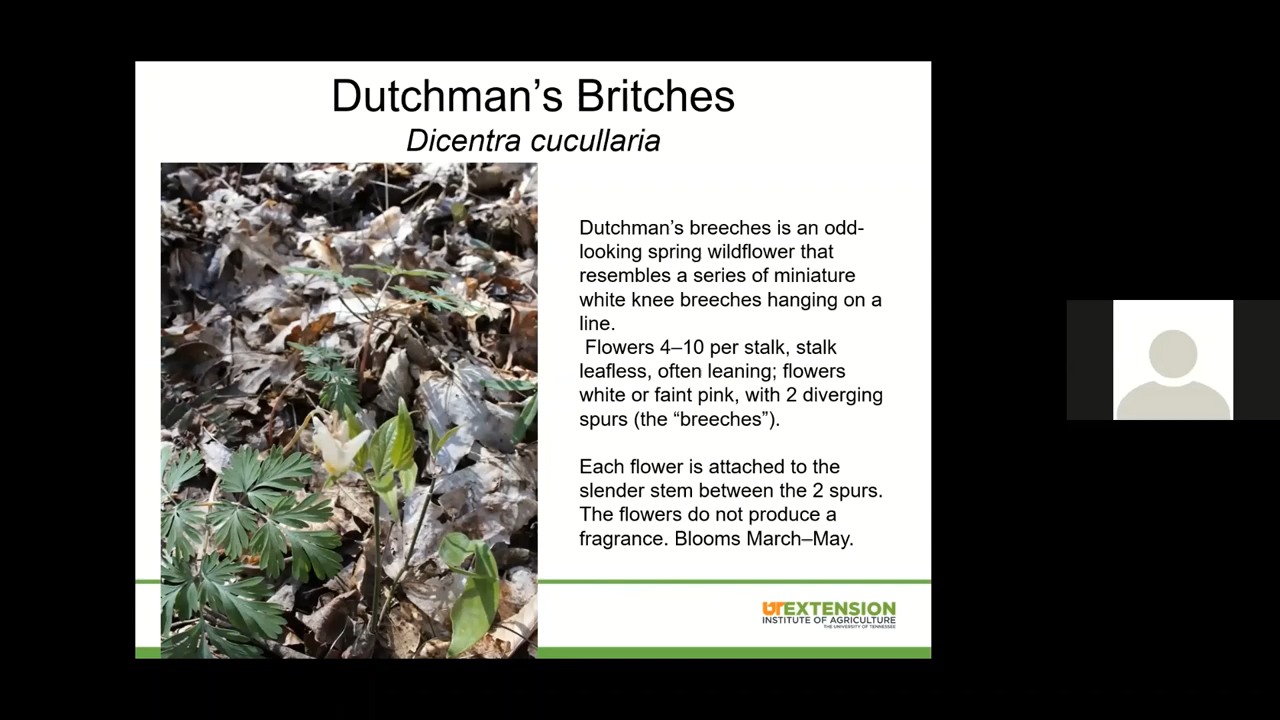 Dutchman’s Britches
Dicentra cucullaria
Dutchman’s breeches is an odd-
looking spring wildflower that
resembles a series of miniature
white knee breeches hanging on a
line.
Flowers 4–10 per stalk, stalk
leafless, often leaning; flowers
white or faint pink, with 2 diverging
spurs (the “breeches”).
Each flower is attached to the
slender stem between the 2 spurs.
The flowers do not produce a
fragrance. Blooms March–May.
UT EXTENSION
INSTITUTE OF AGRICULTURE
THE UNIVERSITY OF TENNESSEE